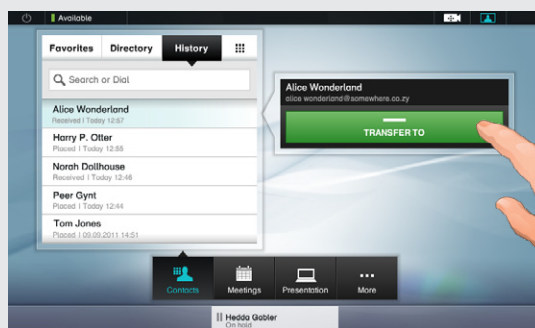 Available
Favorites Directory History
Search or Dial
Alice Wonderland
Received | Today 12:57
Harry P. Otter
Placed | Today 12:55
Norah Dollhouse
Received | Today 12:46
Peer Gynt
Placed | Today 12:44
Tom Jones
Placed | 09.09.2011 14:51
Alice Wonderland
alice wonderland@somewhere.co.zy
TRANSFER TO
Contacts Meetings Presentation More
Hedda Gabler
On hold